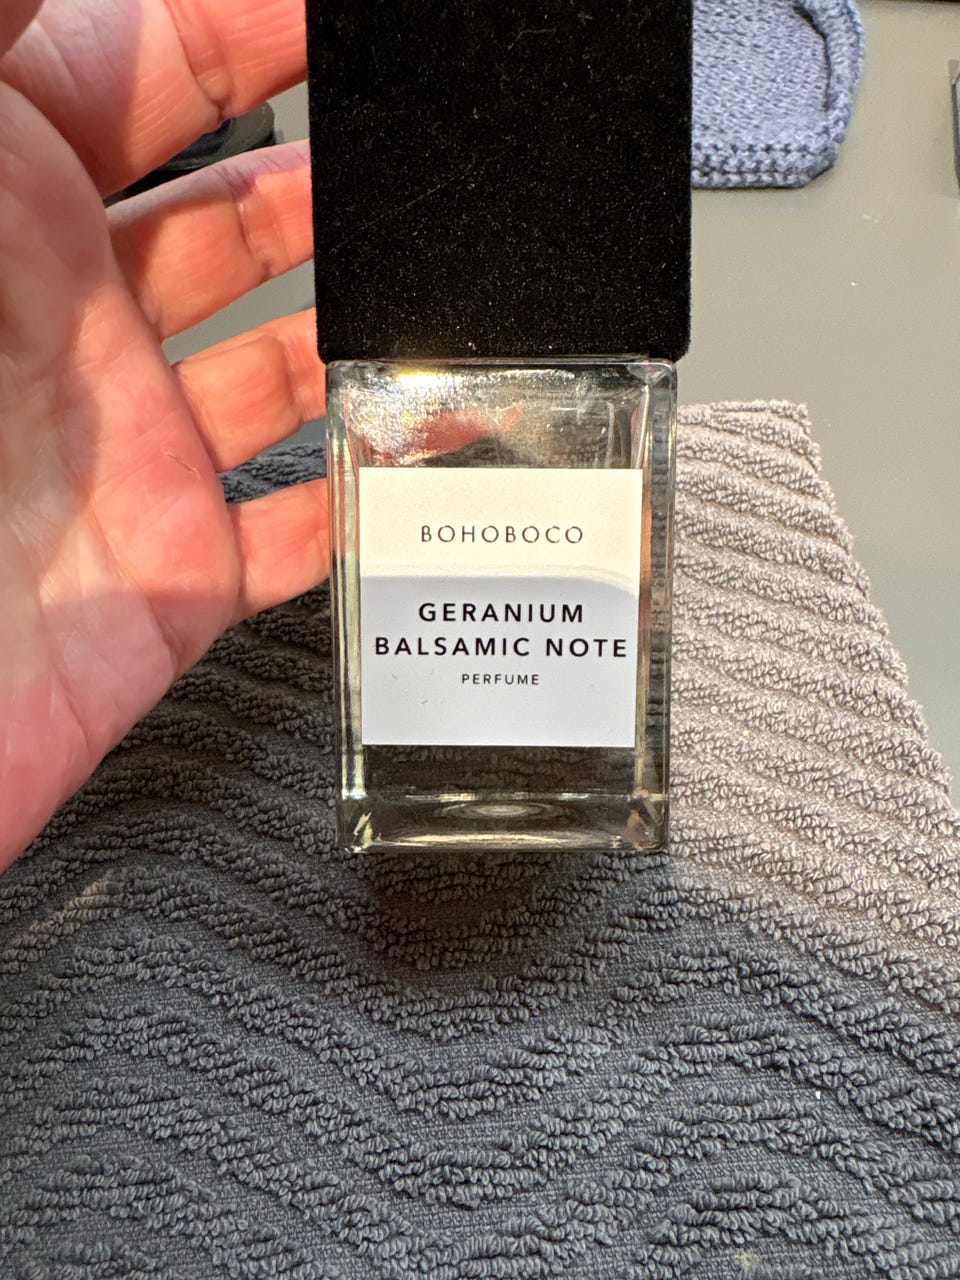 BOHOBOCO
GERANIUM
BALSAMIC NOTE
PERFUME